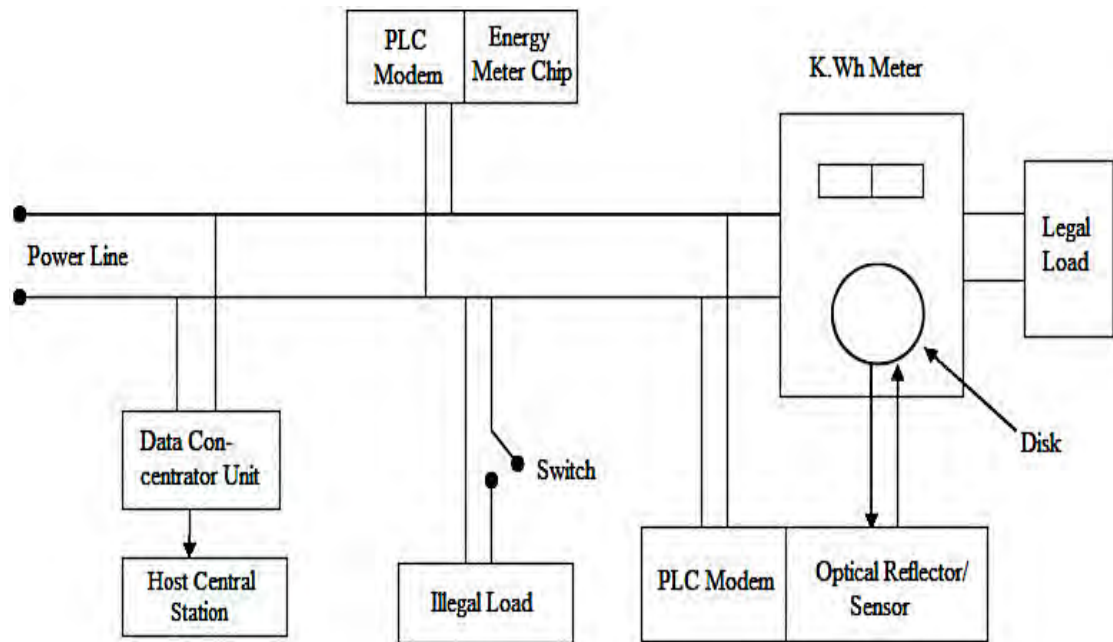 PLC
Modem
Energy
Meter Chip
K.Wh Meter
Power Line
Legal
Load
Data Con-
centrator Unit
Switch
Disk
Host Central
Station
Illegal Load
PLC Modem
Optical Reflector/
Sensor